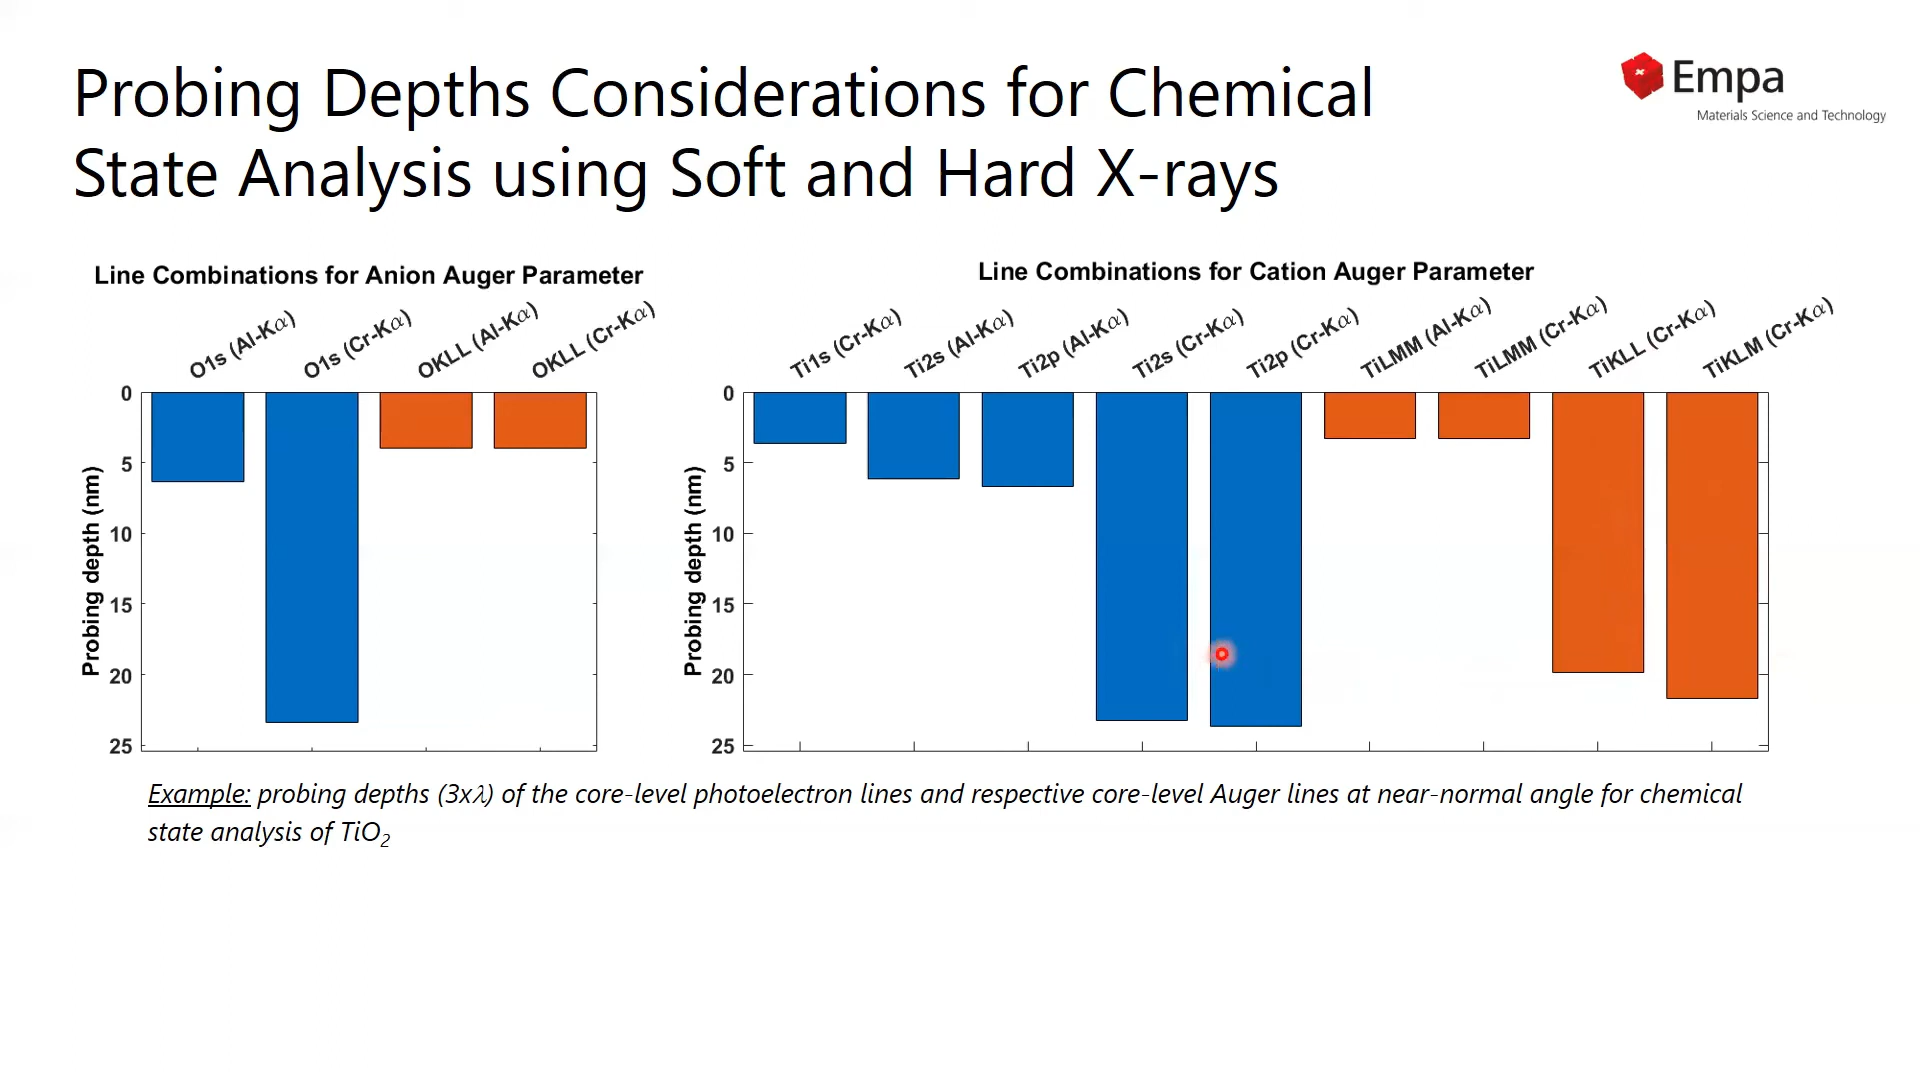 Probing Depths Considerations for Chemical
State Analysis using Soft and Hard X-rays
Empa
Materials Science and Technology
Line Combinations for Anion Auger Parameter
O1s (Al-Kα)
O1s (Cr-Kα)
OKLL (Al-Kα)
OKLL (Cr-Kα)
Probing depth (nm)
0
5
10
15
20
25
Line Combinations for Cation Auger Parameter
Ti1s (Cr-Kα)
Ti2s (Al-Kα)
Ti2p (Al-Kα)
Ti2s (Cr-Kα)
Ti2p (Cr-Kα)
TiLMM (Al-Kα)
TiLMM (Cr-Kα)
TiKLL (Cr-Kα)
TiKLM (Cr-Kα)
Probing depth (nm)
0
5
10
15
20
25
Example: probing depths (3xλ) of the core-level photoelectron lines and respective core-level Auger lines at near-normal angle for chemical
state analysis of TiO₂